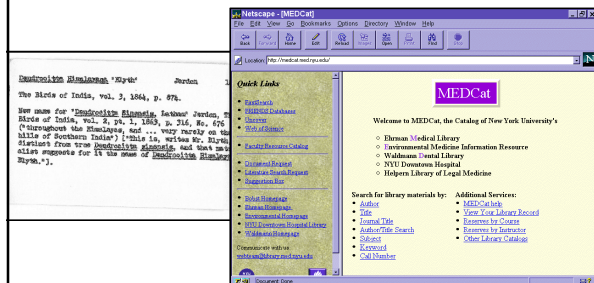 Dendrocitta Himalayana "Blyth" Jerdon
The Birds of India, vol. 3, 1864, p. 874.
New name for "Dendrocitta Sinensis, Latham" Jerdon,
Birds of India, vol. 2, pt. 1, 1863, p. 316, No. 676
("throughout the Himalayas, and ... very rarely on the
hills of Southern India") ["This is, writes Mr. Blyth
distinct from true Dendrocitta sinensis, and that
alist suggests for it the name of Dendrocitta
Blyth."].
Netscape - [MEDCat]
File Edit View Go Bookmarks Options Directory Window Help
Back Forward Home Edit Reload Images Open Print Find Stop
Location: http://medcat.med.nyu.edu/
N
Quick Links
FastSearch
FRIENDS Databases
Uncover
Web of Science
Faculty Resource Catalog
Document Request
Literature Search Request
Suggestion Box
Bobst Homepage
Ehrman Homepage
Environmental Homepage
NYU Downtown Hospital Library
Waldmann Homepage
Communicate with us:
webteam@library.med.nyu.edu
MEDCat
Welcome to MEDCat, the Catalog of New York University's
Ehrman Medical Library
Environmental Medicine Information Resource
Waldmann Dental Library
NYU Downtown Hospital
Helpern Library of Legal Medicine
Search for library materials by:
Author
Title
Journal Title
Author/Title Search
Subject
Keyword
Call Number
Additional Services:
MEDCat help
View Your Library Record
Reserves by Course
Reserves by Instructor
Other Library Catalogs
Document Done